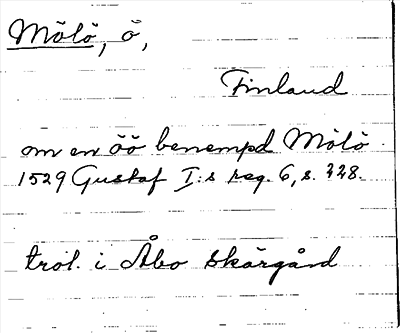 Mölö, ö,
Finland
om en öö benempd Mölö
1529 Gustaf I:s reg. 6, s. 328.
trol. i Åbo skärgård